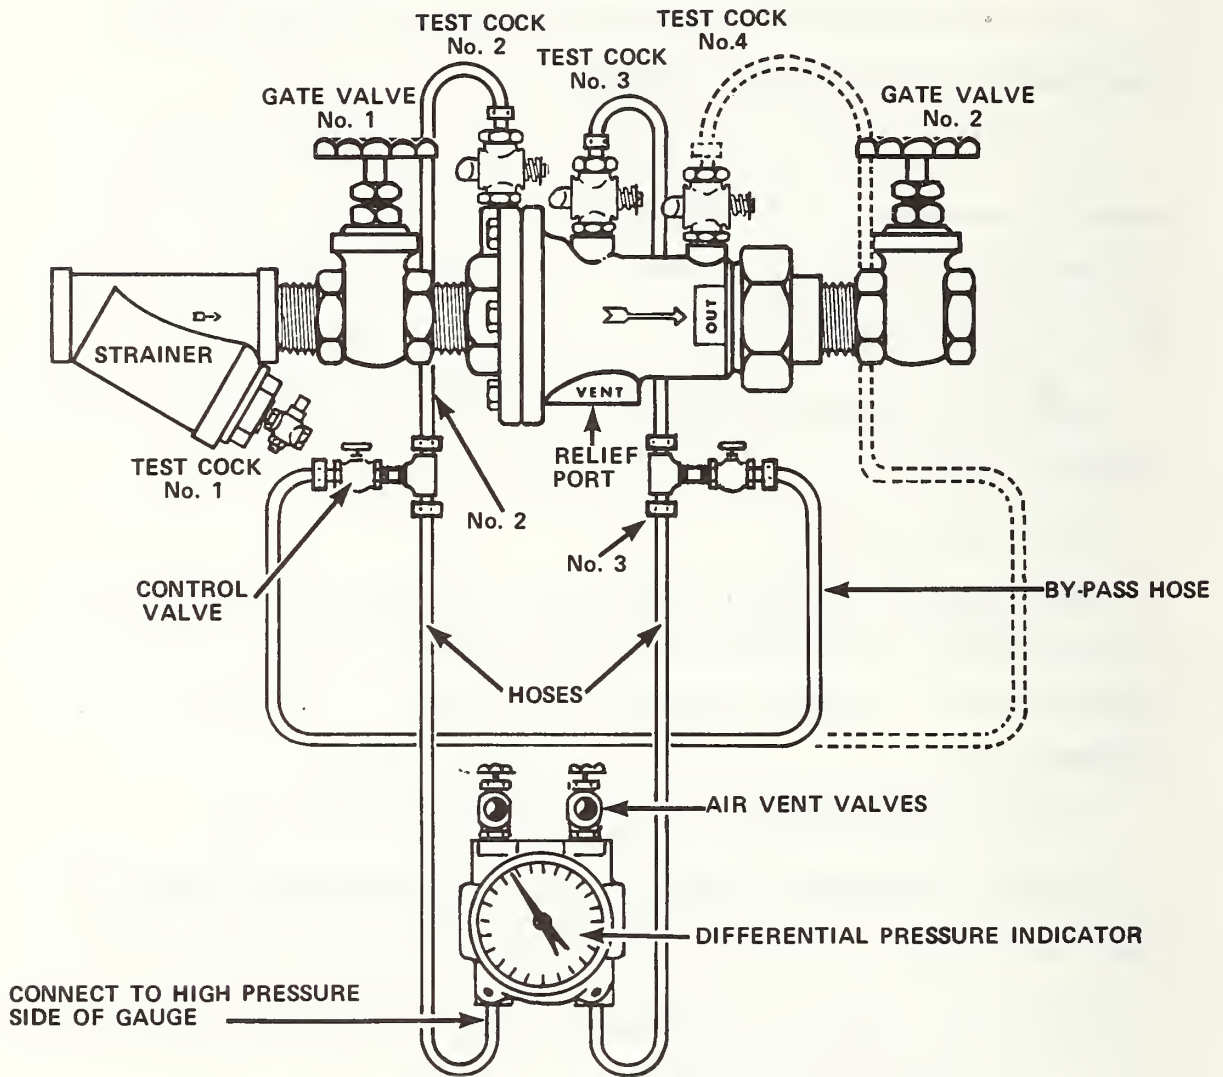 TEST COCK
No. 2
TEST COCK
No.4
TEST COCK
No. 3
GATE VALVE
No. 1
GATE VALVE
No. 2
STRAINER
OUT
VENT
TEST COCK
No. 1
RELIEF
PORT
No. 2
No. 3
CONTROL
VALVE
BY-PASS HOSE
HOSES
AIR VENT VALVES
DIFFERENTIAL PRESSURE INDICATOR
CONNECT TO HIGH PRESSURE
SIDE OF GAUGE